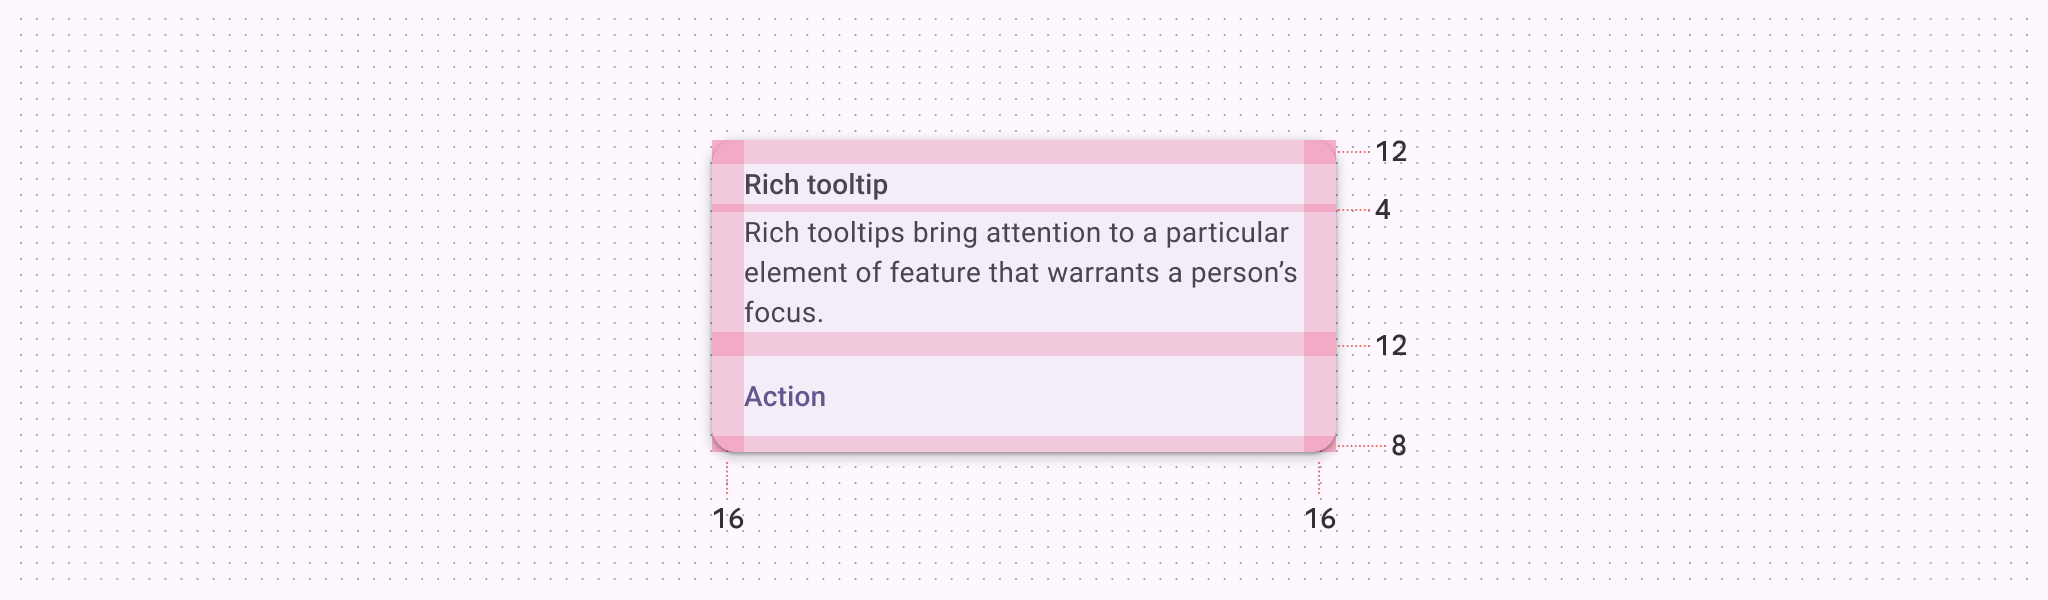 12
Rich tooltip
4
Rich tooltips bring attention to a particular
element of feature that warrants a person’s
focus.
12
Action
8
16
16